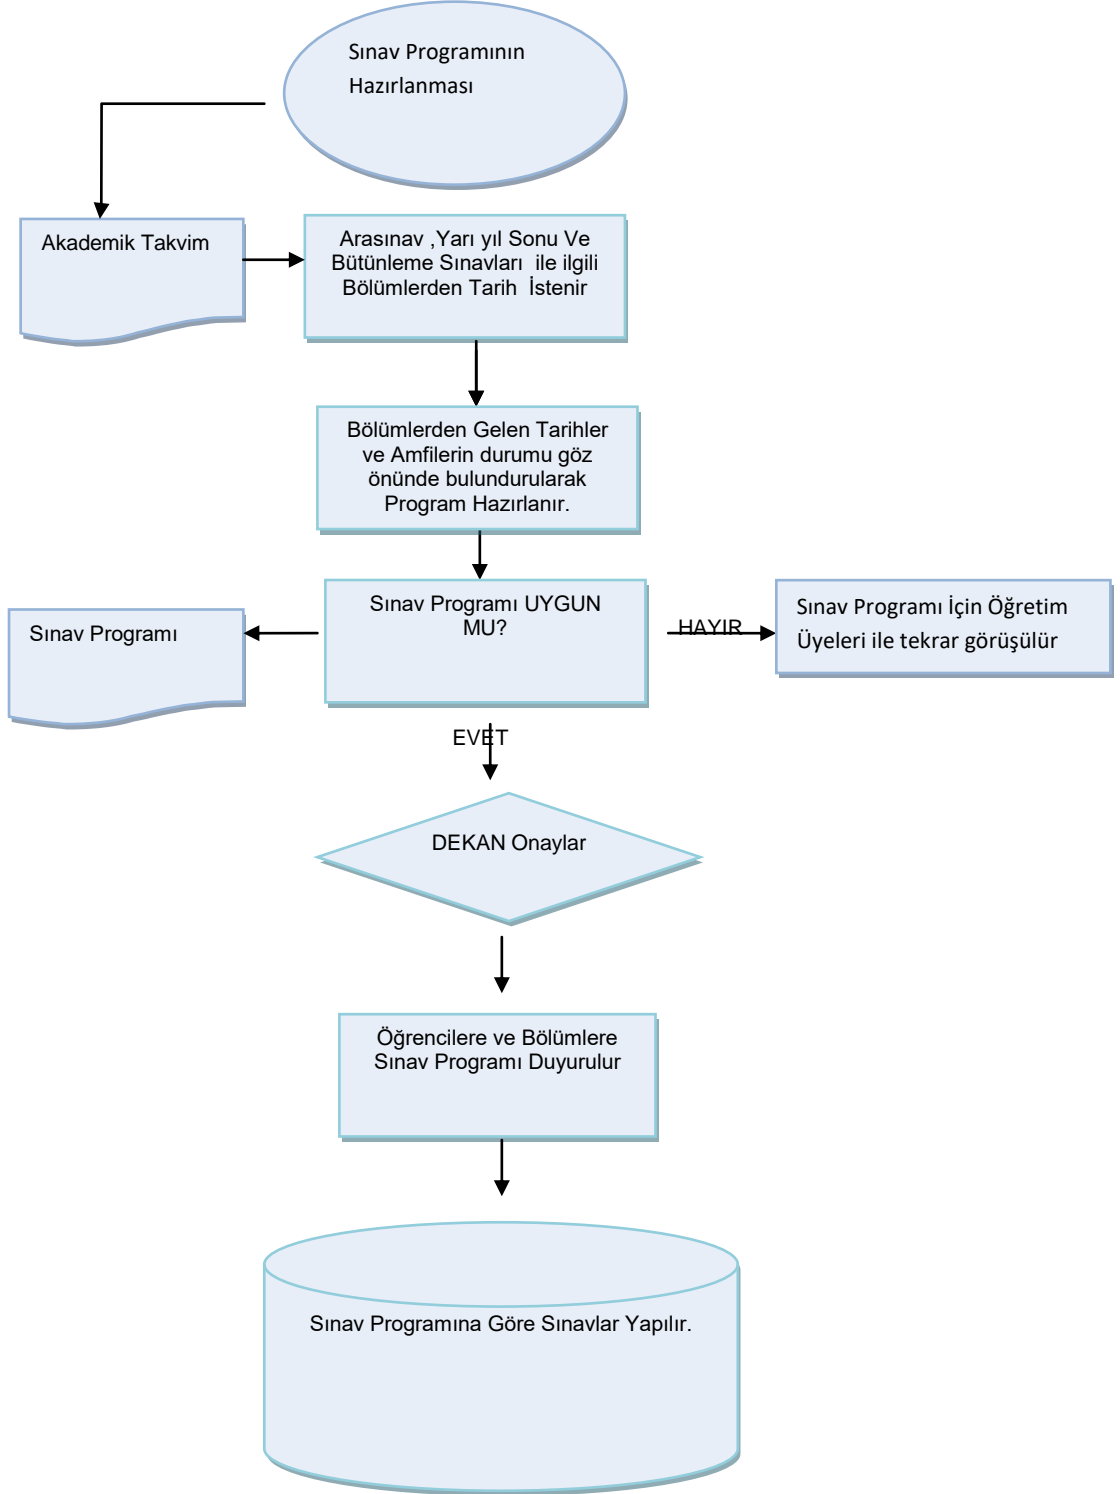 Sınav Programının
Hazırlanması
Akademik Takvim
Arasınav ,Yarı yıl Sonu Ve
Bütünleme Sınavları  ile ilgili
Bölümlerden Tarih  İstenir
Bölümlerden Gelen Tarihler
ve Amfilerin durumu göz
önünde bulundurularak
Program Hazırlanır.
Sınav Programı
Sınav Programı UYGUN
MU?
HAYIR
Sınav Programı İçin Öğretim
Üyeleri ile tekrar görüşülür
EVET
DEKAN Onaylar
Öğrencilere ve Bölümlere
Sınav Programı Duyurulur
Sınav Programına Göre Sınavlar Yapılır.